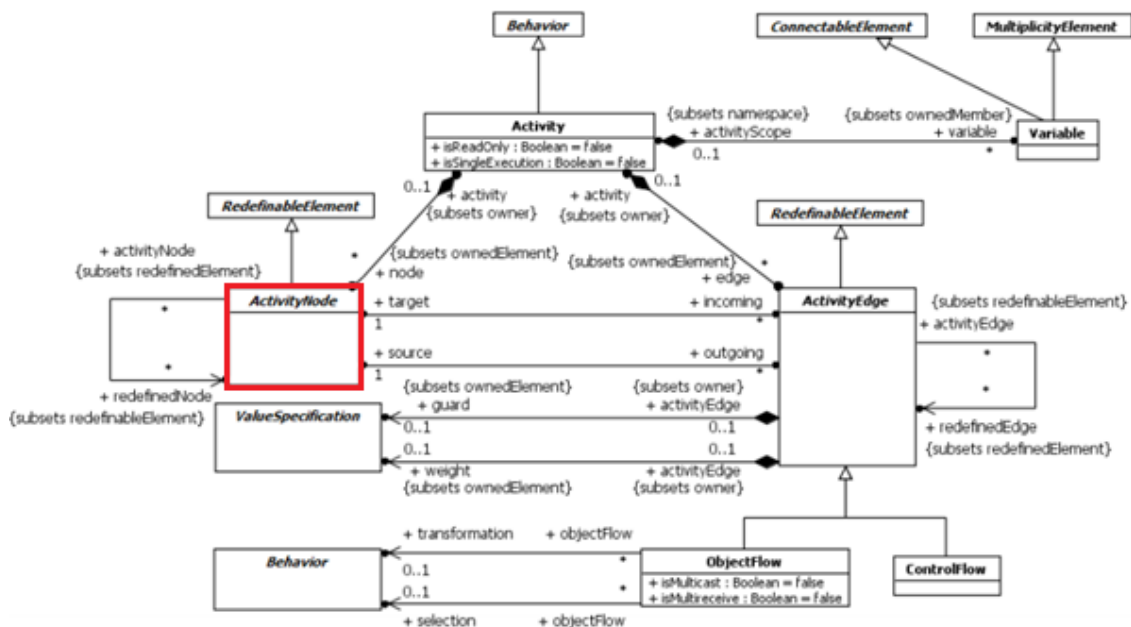 Behavior
ConnectableElement
MultiplicityElement
Activity
+ isReadOnly : Boolean = false
+ isSingleExecution : Boolean = false
{subsets namespace}
+ activityScope
0..1
{subsets ownedMember}
+ variable
*
Variable
0..1
+ activity
{subsets owner}
+ activity
0..1
{subsets owner}
RedefinableElement
RedefinableElement
+ activityNode
{subsets redefinedElement}
*
{subsets ownedElement}
+ node
*
{subsets ownedElement}
+ edge
ActivityNode
*
*
+ redefinedNode
{subsets redefinableElement}
+ target
1
+ incoming
*
+ source
1
+ outgoing
*
ActivityEdge
{subsets redefinableElement}
+ activityEdge
*
*
+ redefinedEdge
{subsets redefinedElement}
ValueSpecification
{subsets ownedElement}
+ guard
0..1
{subsets owner}
+ activityEdge
0..1
0..1
+ weight
{subsets ownedElement}
0..1
+ activityEdge
{subsets owner}
Behavior
+ transformation
0..1
+ objectFlow
*
0..1
+ selection
*
+ objectFlow
ObjectFlow
+ isMulticast : Boolean = false
+ isMultireceive : Boolean = false
ControlFlow